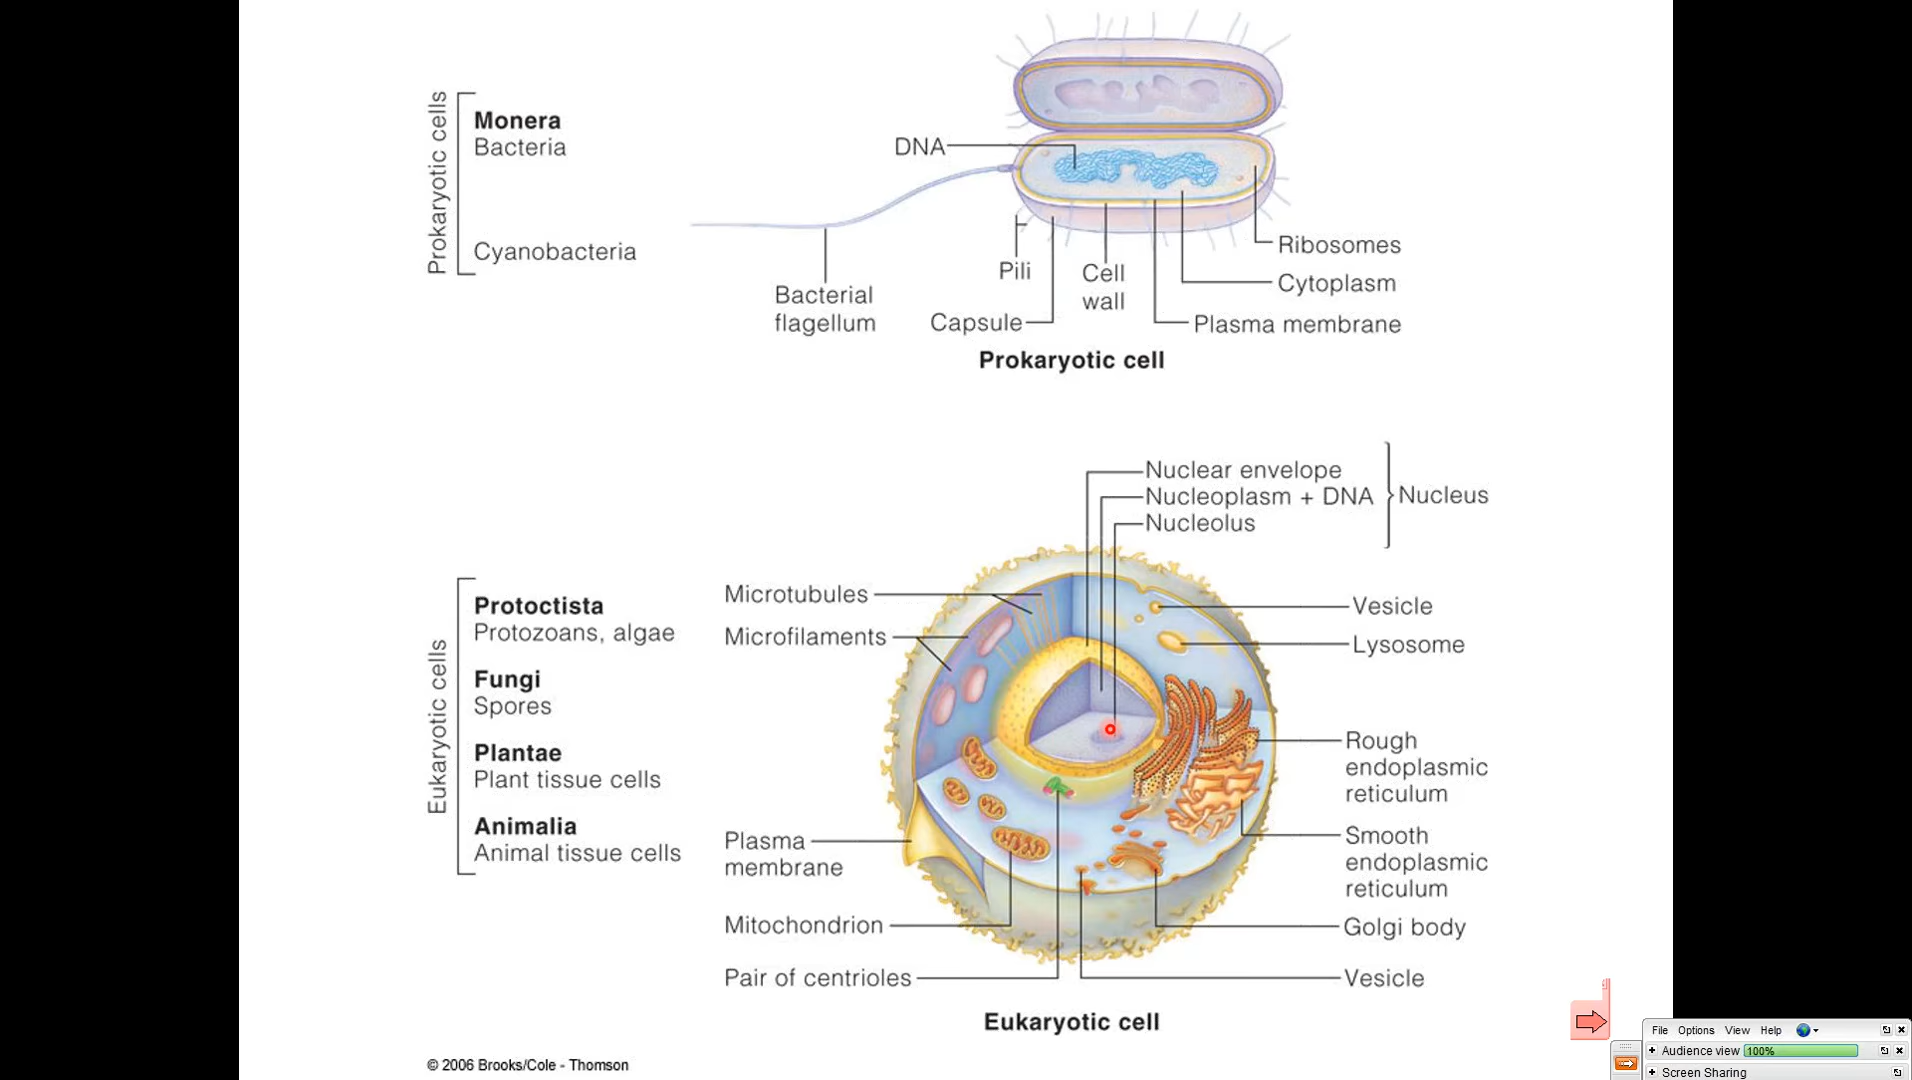 Prokaryotic cells
Monera
Bacteria
Cyanobacteria
DNA
Bacterial
flagellum
Pili
Capsule
Cell
wall
Ribosomes
Cytoplasm
Plasma membrane
Prokaryotic cell
Eukaryotic cells
Protoctista
Protozoans, algae
Fungi
Spores
Plantae
Plant tissue cells
Animalia
Animal tissue cells
Nuclear envelope
Nucleoplasm + DNA
Nucleolus
Nucleus
Microtubules
Microfilaments
Plasma
membrane
Mitochondrion
Pair of centrioles
Vesicle
Lysosome
Rough
endoplasmic
reticulum
Smooth
endoplasmic
reticulum
Golgi body
Vesicle
Eukaryotic cell
© 2006 Brooks/Cole - Thomson
File Options View Help
Audience view 100%
Screen Sharing